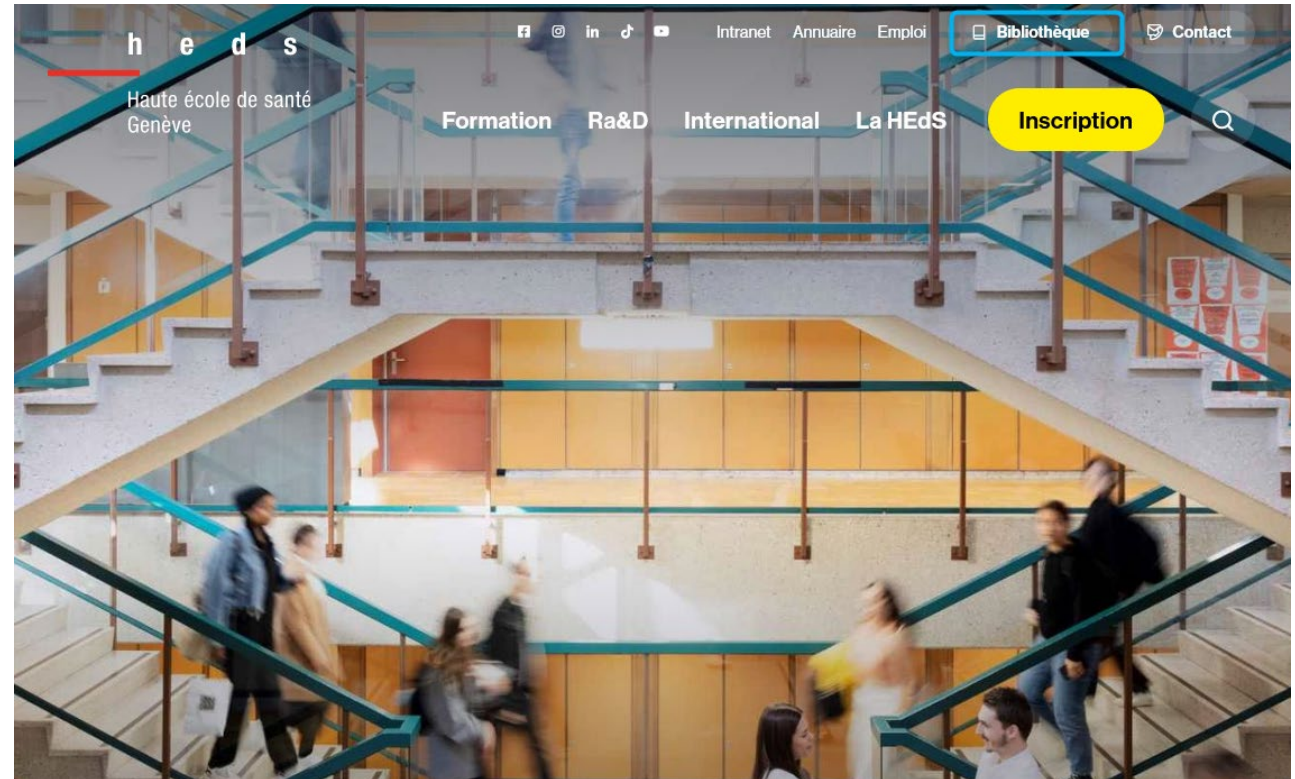 h e d s
Haute école de santé
Genève
Intranet Annuaire Emploi Bibliothèque Contact
Formation Ra&D International La HEdS Inscription